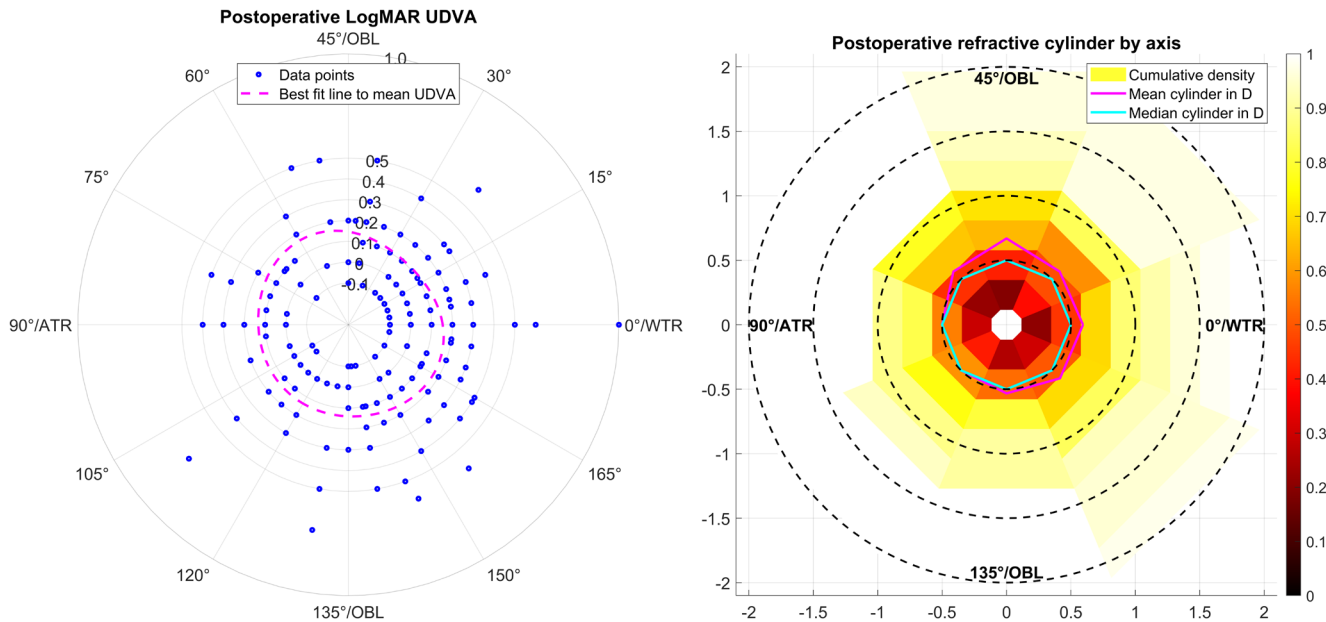 Postoperative LogMAR UDVA
45°/OBL
1.0
60°
30°
Data points
Best fit line to mean UDVA
75°
15°
0.5
0.4
0.3
0.2
0.1
0
-0.1
90°/ATR
0°/WTR
105°
165°
120°
150°
135°/OBL
Postoperative refractive cylinder by axis
45°/OBL
Cumulative density
Mean cylinder in D
Median cylinder in D
90°/ATR
0°/WTR
135°/OBL
2
1.5
1
0.5
0
-0.5
-1
-1.5
-2
-2 -1.5 -1 -0.5 0 0.5 1 1.5 2
1
0.9
0.8
0.7
0.6
0.5
0.4
0.3
0.2
0.1
0